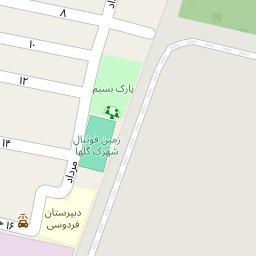 ۸
۱۰
پارک نسیم
۱۲
زمین فوتبال
شهرک گلها
۱۴
مرداد
دبیرستان
فردوسی
۱۶